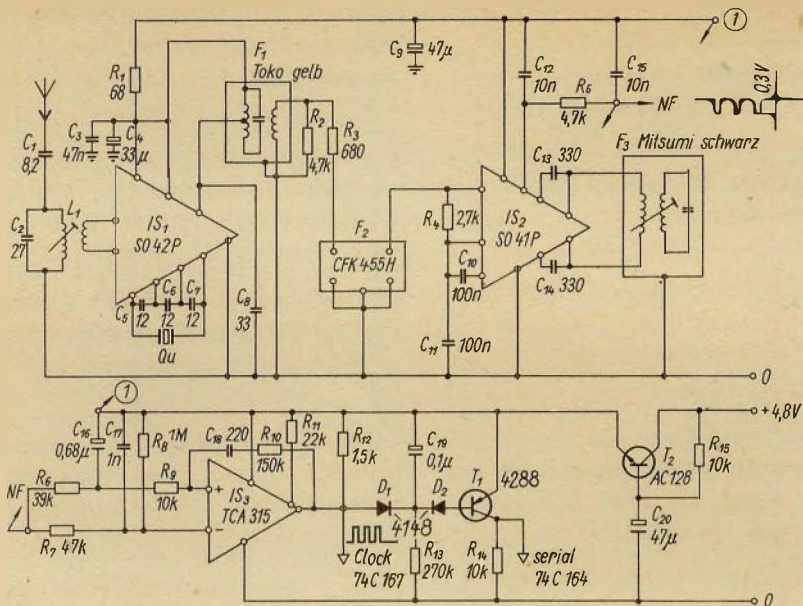 1
R1
68
F1
Toko gelb
C9
47µ
C12
10n
C15
10n
R5
4,7k
NF
0,3V
F3 Mitsumi schwarz
C1
8,2
C3
47n
C4
33µ
R2
4,7k
R3
680
C13 330
C2
27
L1
IS1
SO 42P
R4
2,7k
IS2
SO 41P
F2
CFK 455H
C10
100n
C14 330
C5
12
C6
12
C7
12
Qu
C8
33
C11
100n
0
1
+4,8V
C16
0,68µ
C17
1n
R8
1M
C18 220
R10
150k
R11
22k
R12
1,5k
C19
0,1µ
T1
4288
T2
AC128
R15
10k
NF
R6
39k
R9
10k
+
IS3
TCA 315
−
D1
D2
4148
R7 47k
Clock
74C 167
R13
270k
R14
10k
serial
74C 164
C20
47µ
0